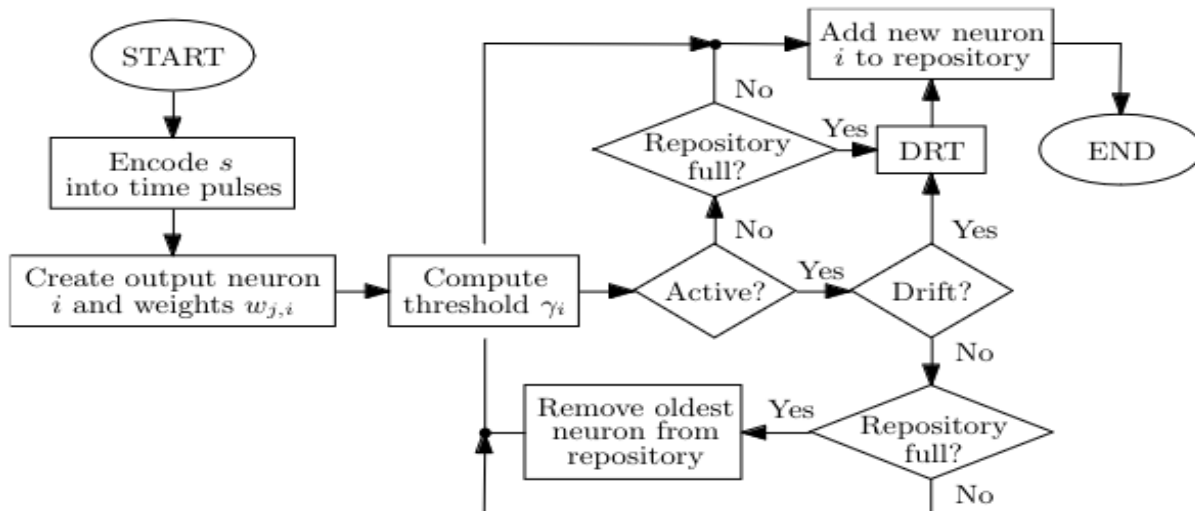 START
Encode s
into time pulses
Create output neuron
i and weights w_{j,i}
Compute
threshold γ_i
Active?
No
Yes
Repository
full?
No
Yes
DRT
Add new neuron
i to repository
END
Drift?
Yes
No
Repository
full?
Yes
No
Remove oldest
neuron from
repository